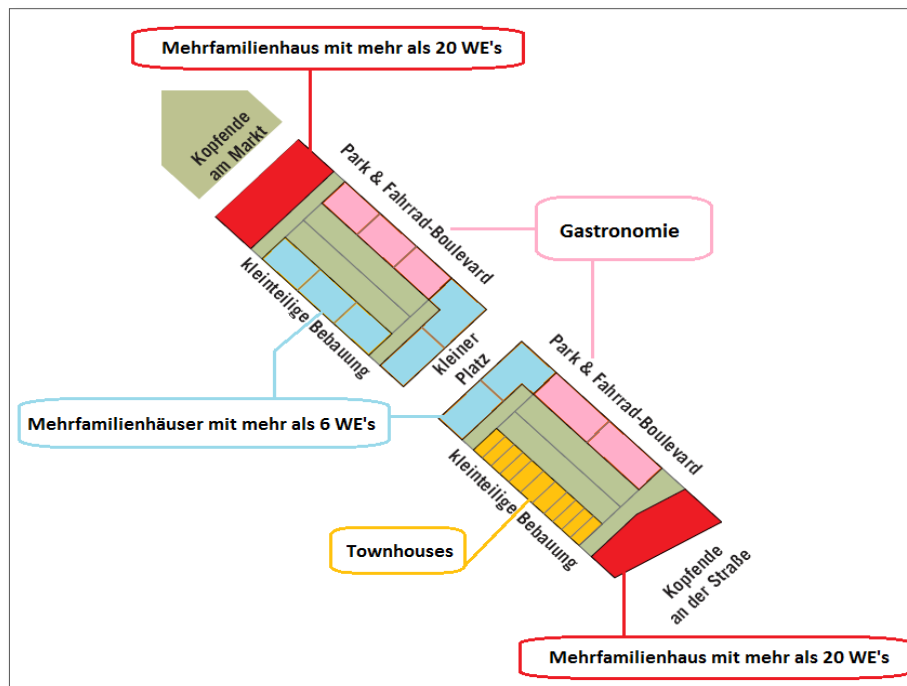 Mehrfamilienhaus mit mehr als 20 WE's
Kopfende
am Markt
Park & Fahrrad-Boulevard
Gastronomie
kleinteilige Bebauung
kleiner
Platz
Park & Fahrrad-Boulevard
Mehrfamilienhäuser mit mehr als 6 WE's
kleinteilige Bebauung
Townhouses
Kopfende
an der Straße
Mehrfamilienhaus mit mehr als 20 WE's